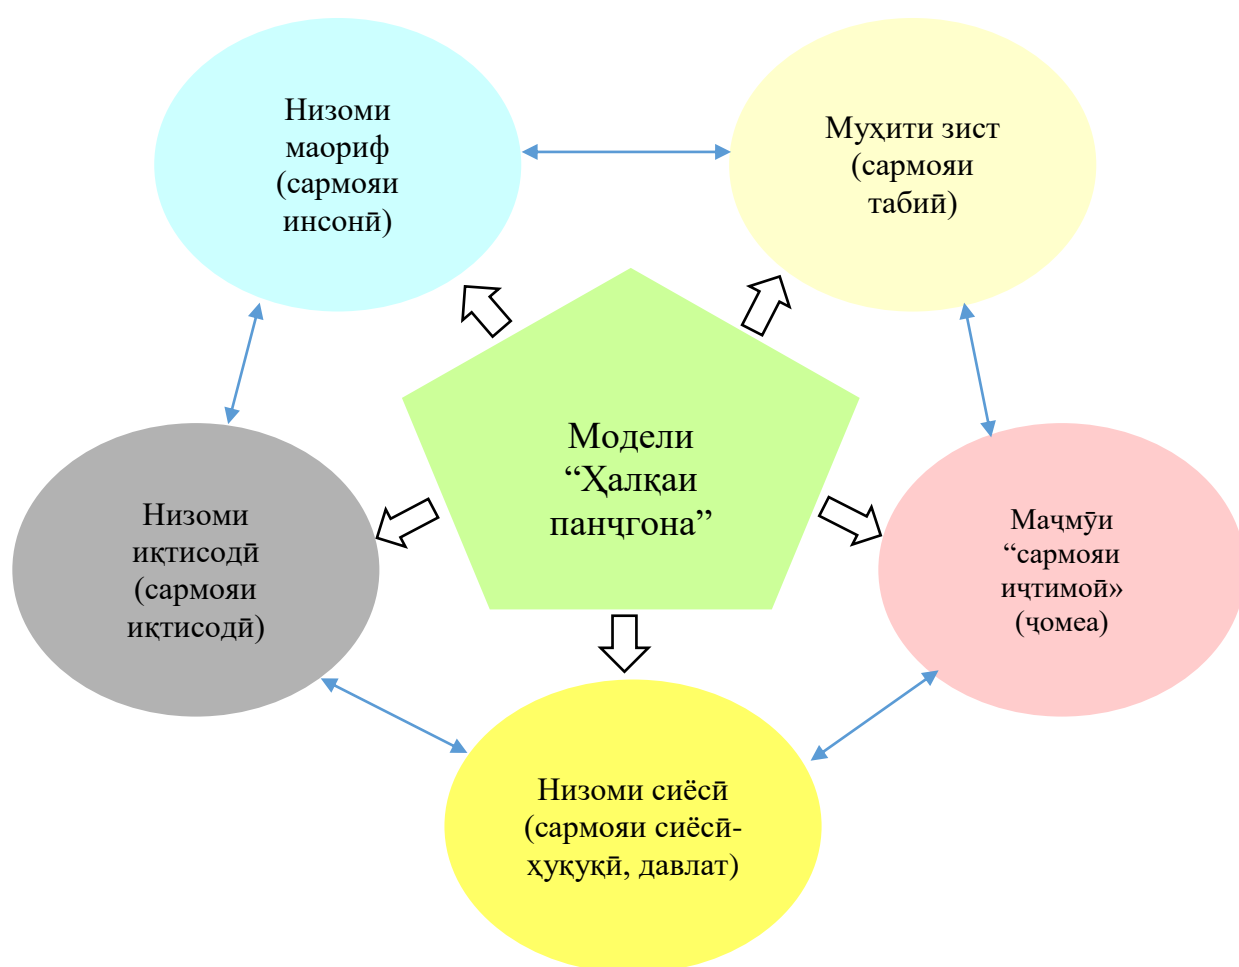 Низоми
маориф
(сармояи
инсонӣ)
Муҳити зист
(сармояи
табиӣ)
Модели
“Ҳалқаи
панҷгона”
Низоми
иқтисодӣ
(сармояи
иқтисодӣ)
Маҷмӯи
“сармояи
иҷтимоӣ»
(ҷомеа)
Низоми сиёсӣ
(сармояи сиёсӣ-
ҳуқуқӣ, давлат)